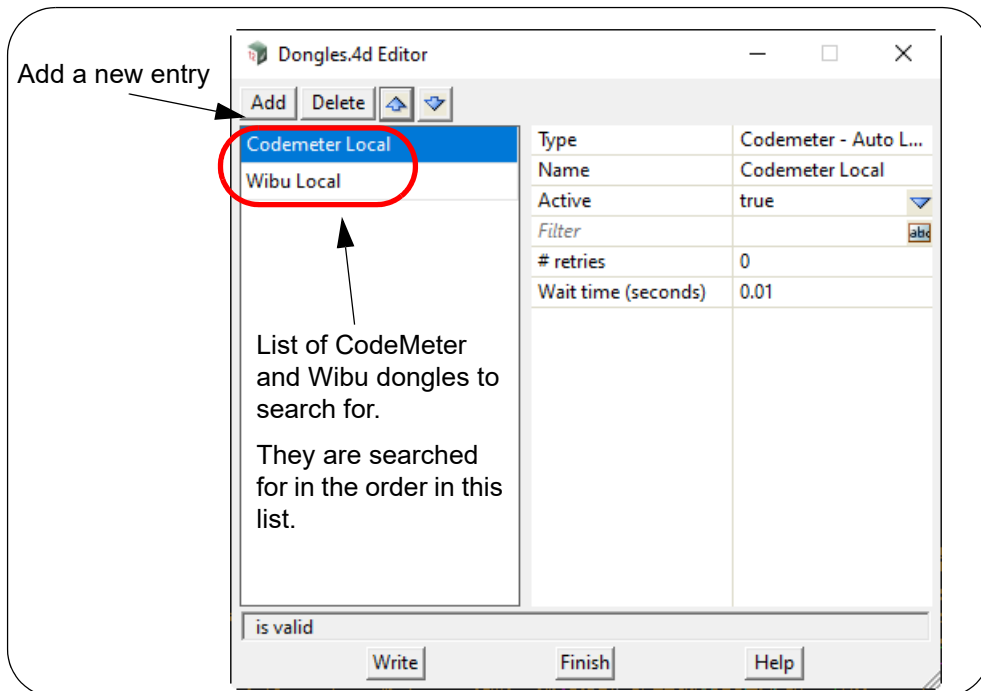 Dongles.4d Editor
Add a new entry
Add Delete
Codemeter Local
Wibu Local
Type Codemeter - Auto L...
Name Codemeter Local
Active true
Filter abc
# retries 0
Wait time (seconds) 0.01
List of CodeMeter
and Wibu dongles to
search for.
They are searched
for in the order in this
list.
is valid
Write Finish Help